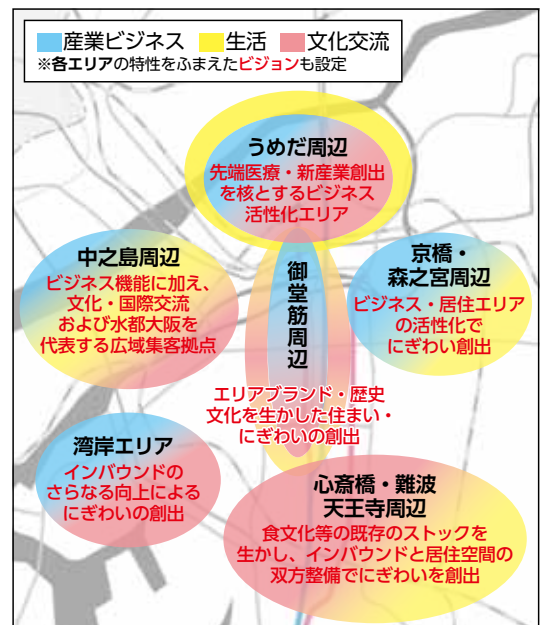 産業ビジネス 生活 文化交流
※各エリアの特性をふまえたビジョンも設定
うめだ周辺
先端医療・新産業創出
を核とするビジネス
活性化エリア
中之島周辺
ビジネス機能に加え、
文化・国際交流
および水都大阪を
代表する広域集客拠点
御堂筋周辺
エリアブランド・歴史
文化を生かした住まい・
にぎわいの創出
京橋・
森之宮周辺
ビジネス・居住エリア
の活性化で
にぎわい創出
湾岸エリア
インバウンドの
さらなる向上による
にぎわいの創出
心斎橋・難波
天王寺周辺
食文化等の既存のストックを
生かし、インバウンドと居住空間の
双方整備でにぎわいを創出